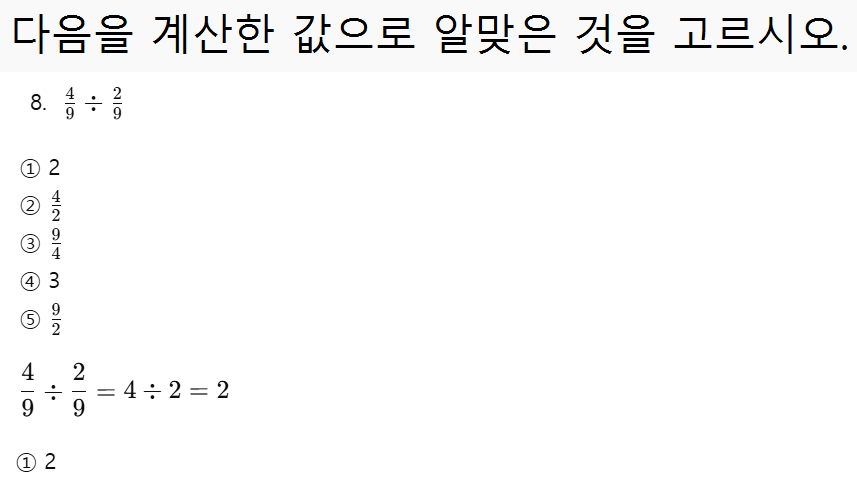 다음을 계산한 값으로 알맞은 것을 고르시오.
8. 4/9 ÷ 2/9
① 2
② 4/2
③ 9/4
④ 3
⑤ 9/2
4/9 ÷ 2/9 = 4 ÷ 2 = 2
① 2